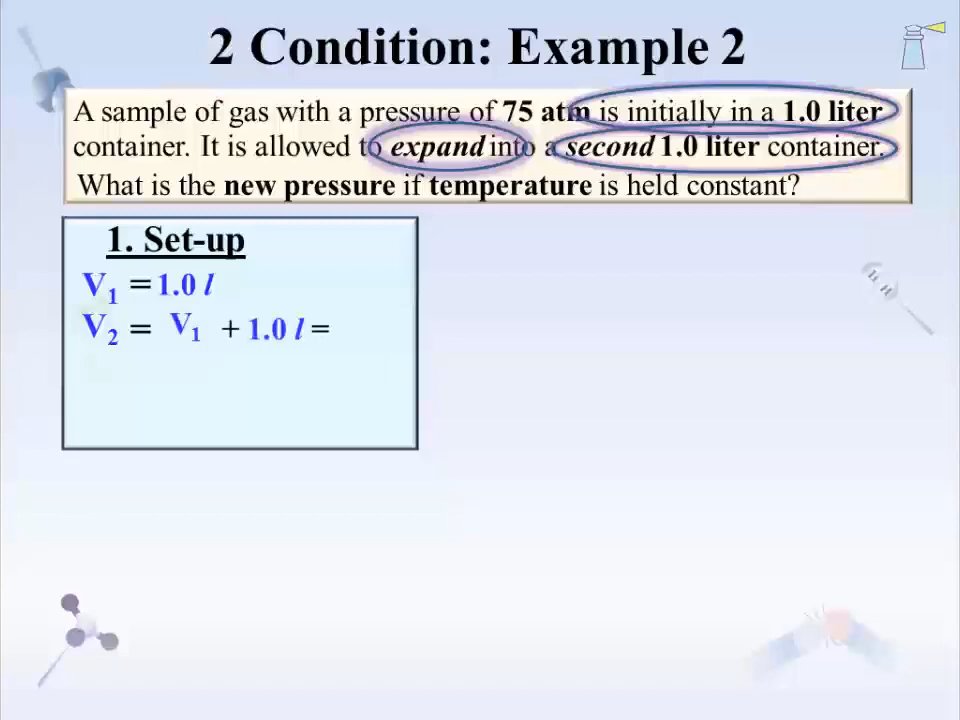 2 Condition: Example 2
A sample of gas with a pressure of 75 atm is initially in a 1.0 liter
container. It is allowed to expand into a second 1.0 liter container.
What is the new pressure if temperature is held constant?
1. Set-up
V₁ = 1.0 l
V₂ = V₁ + 1.0 l =